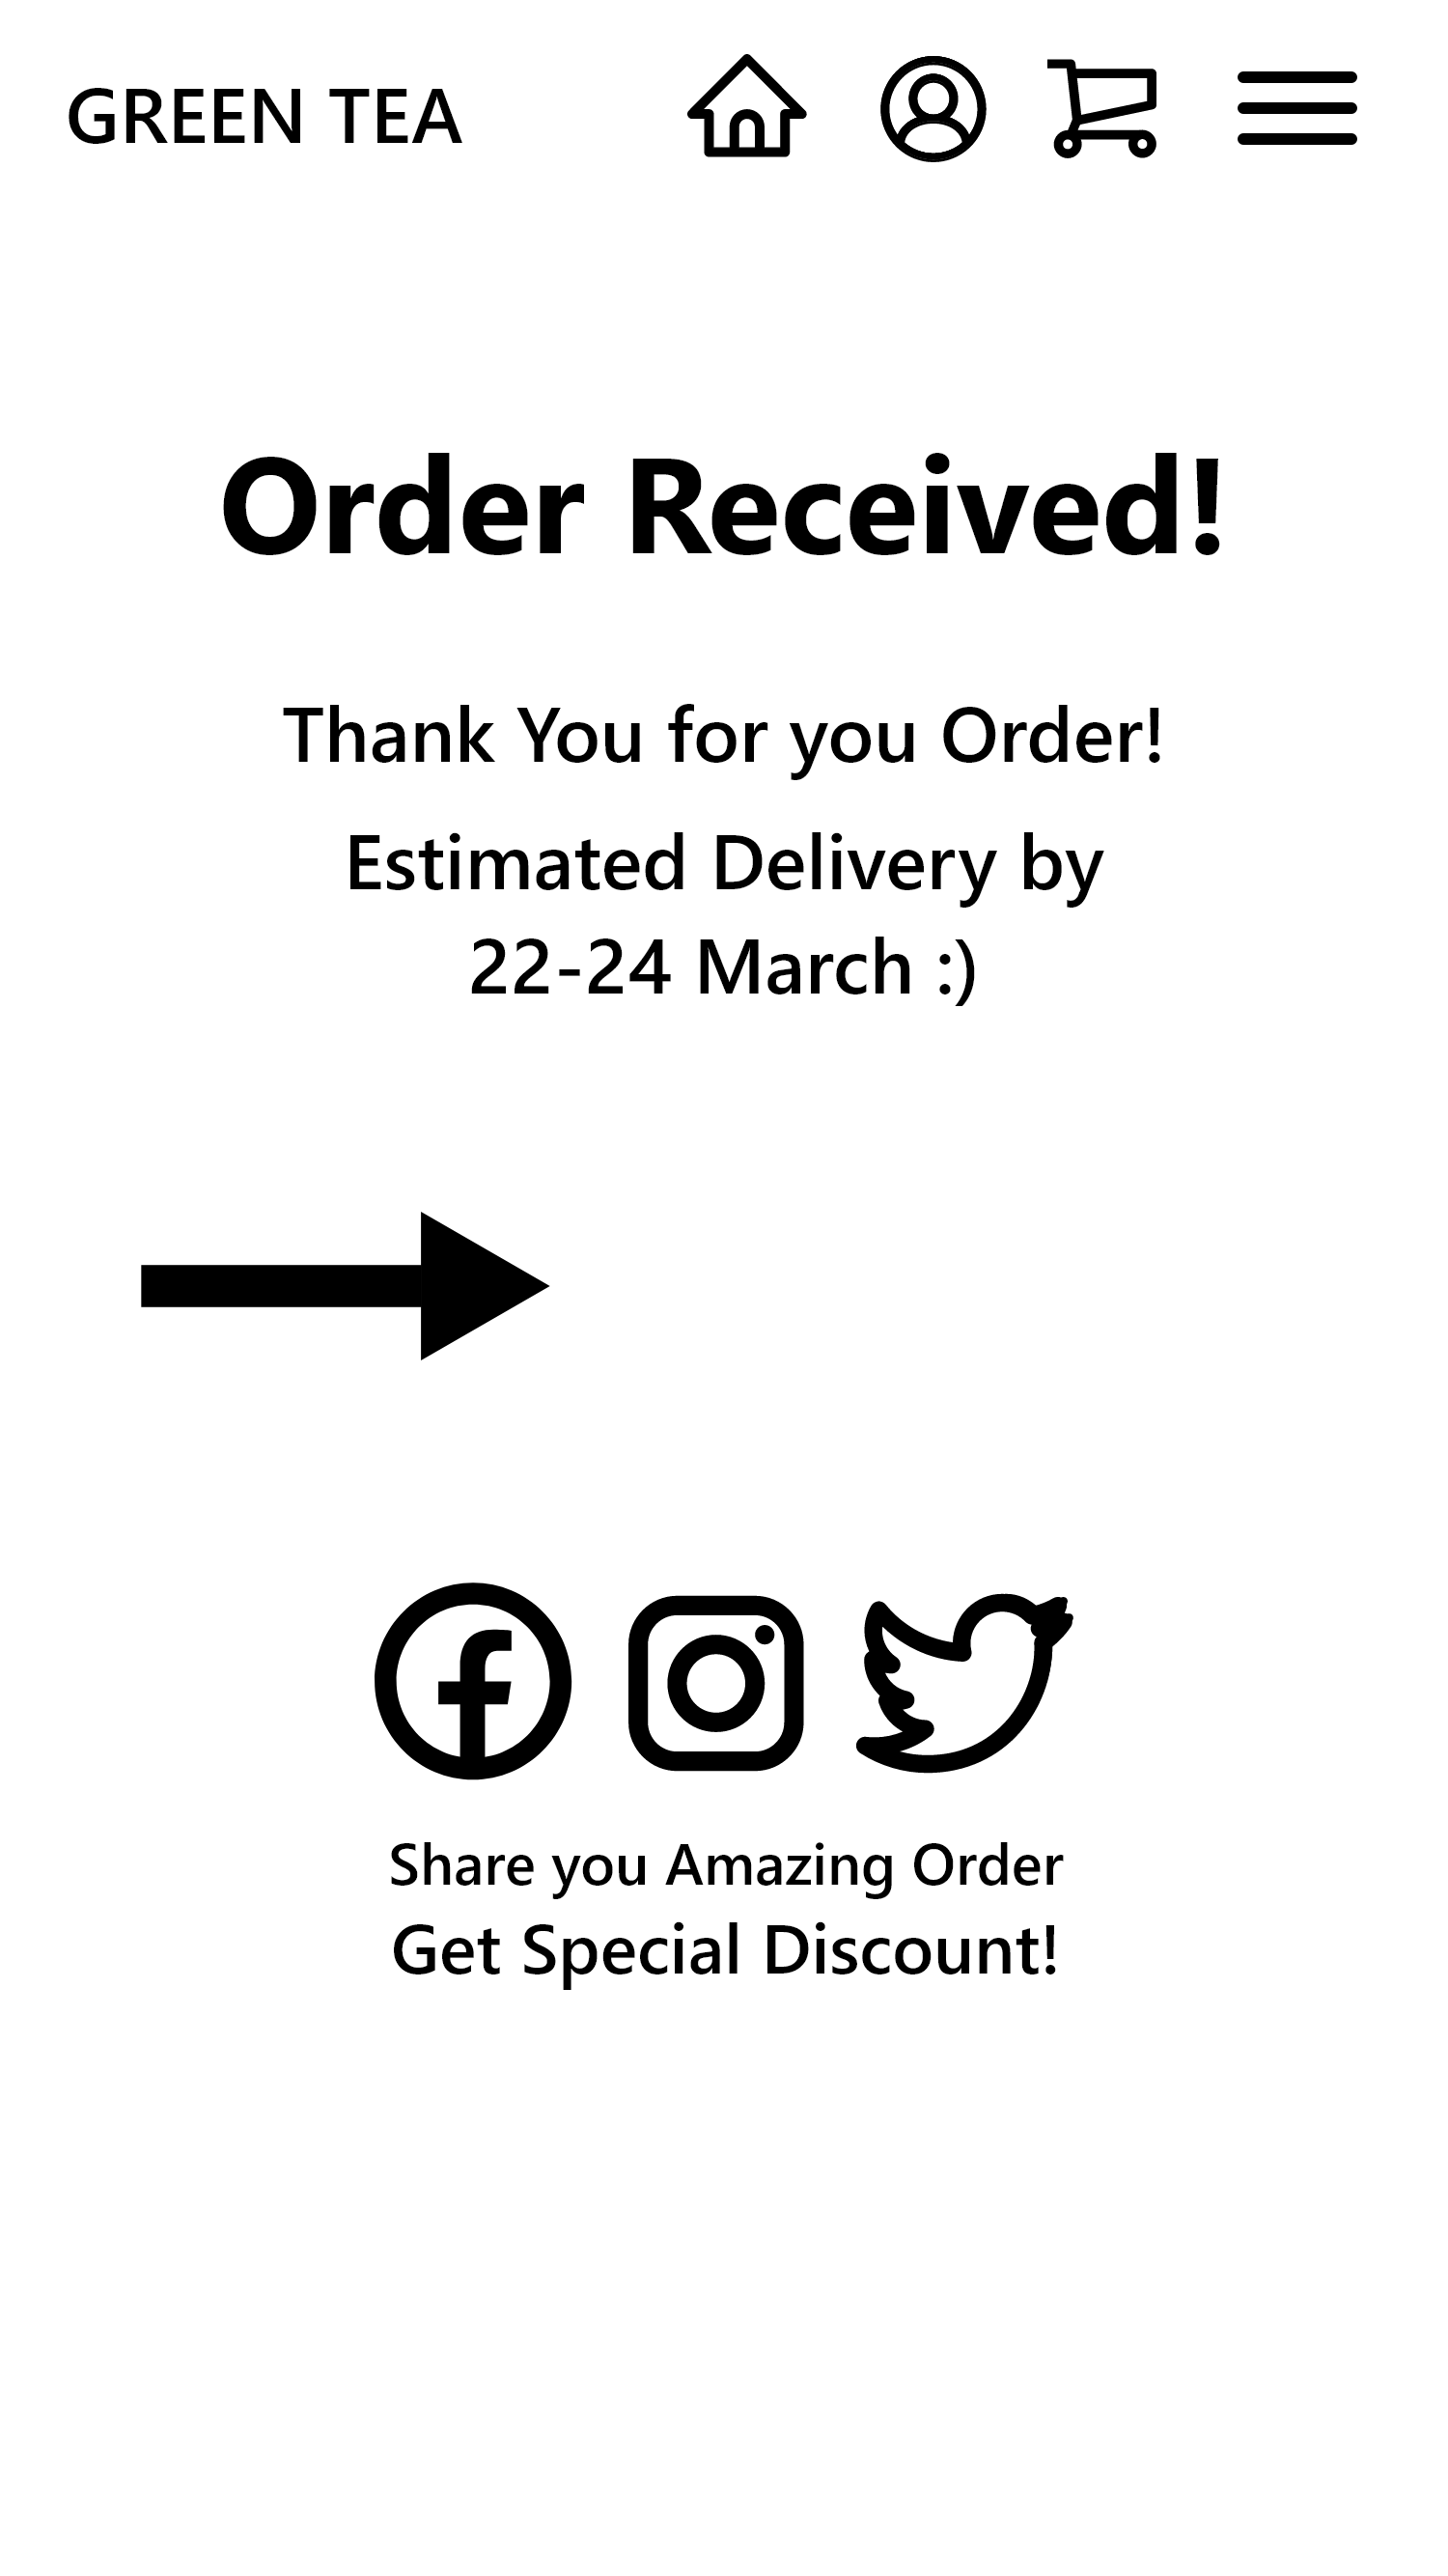 GREEN TEA
Order Received!
Thank You for you Order!
Estimated Delivery by
22-24 March :)
Share you Amazing Order
Get Special Discount!